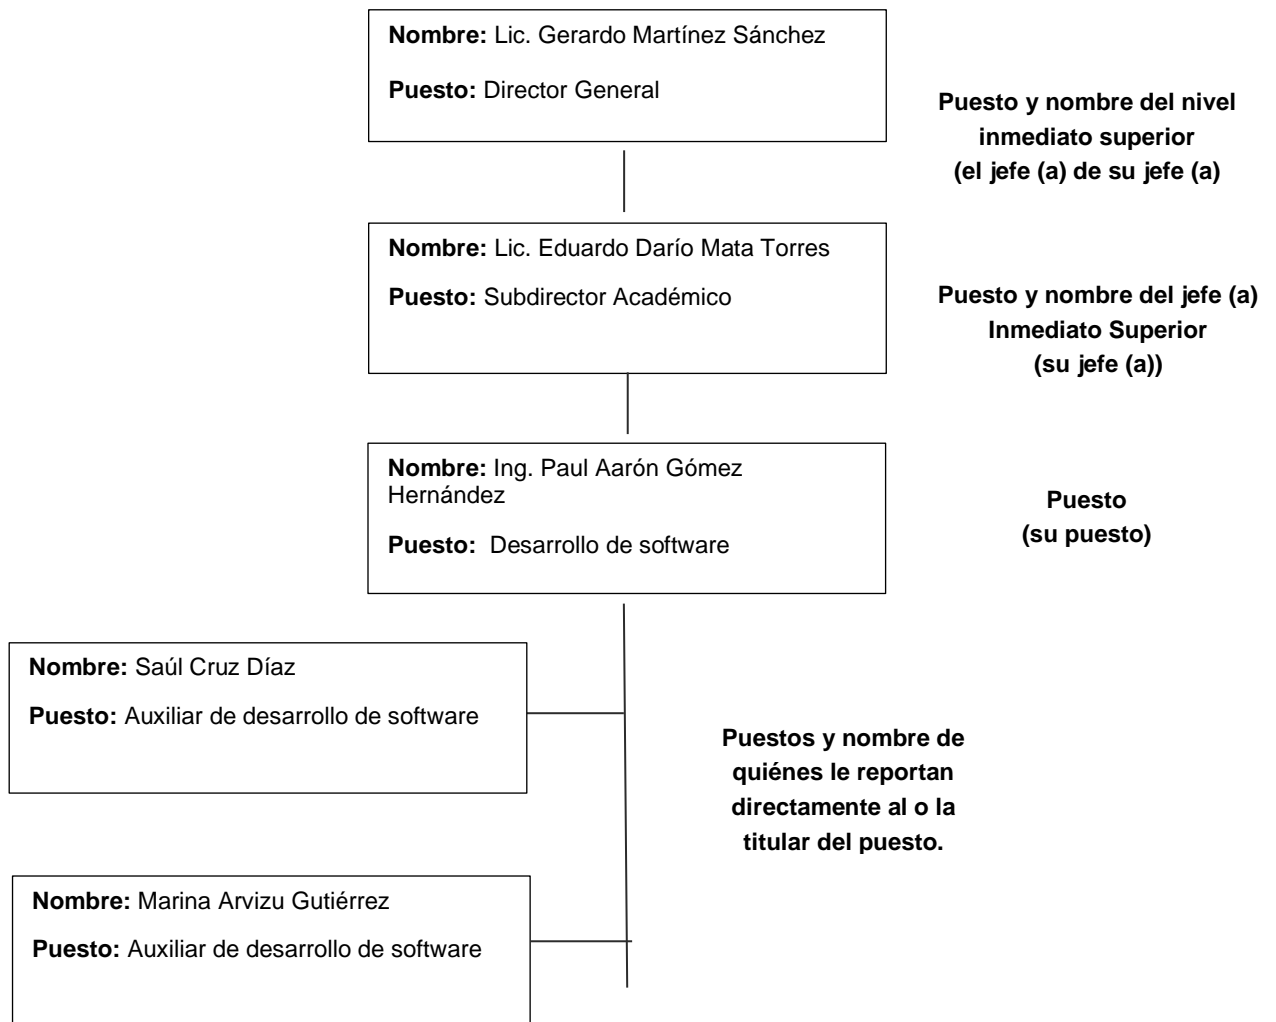 Nombre: Lic. Gerardo Martínez Sánchez
Puesto: Director General
Puesto y nombre del nivel
inmediato superior
(el jefe (a) de su jefe (a)
Nombre: Lic. Eduardo Darío Mata Torres
Puesto: Subdirector Académico
Puesto y nombre del jefe (a)
Inmediato Superior
(su jefe (a))
Nombre: Ing. Paul Aarón Gómez
Hernández
Puesto: Desarrollo de software
Puesto
(su puesto)
Nombre: Saúl Cruz Díaz
Puesto: Auxiliar de desarrollo de software
Puestos y nombre de
quiénes le reportan
directamente al o la
titular del puesto.
Nombre: Marina Arvizu Gutiérrez
Puesto: Auxiliar de desarrollo de software